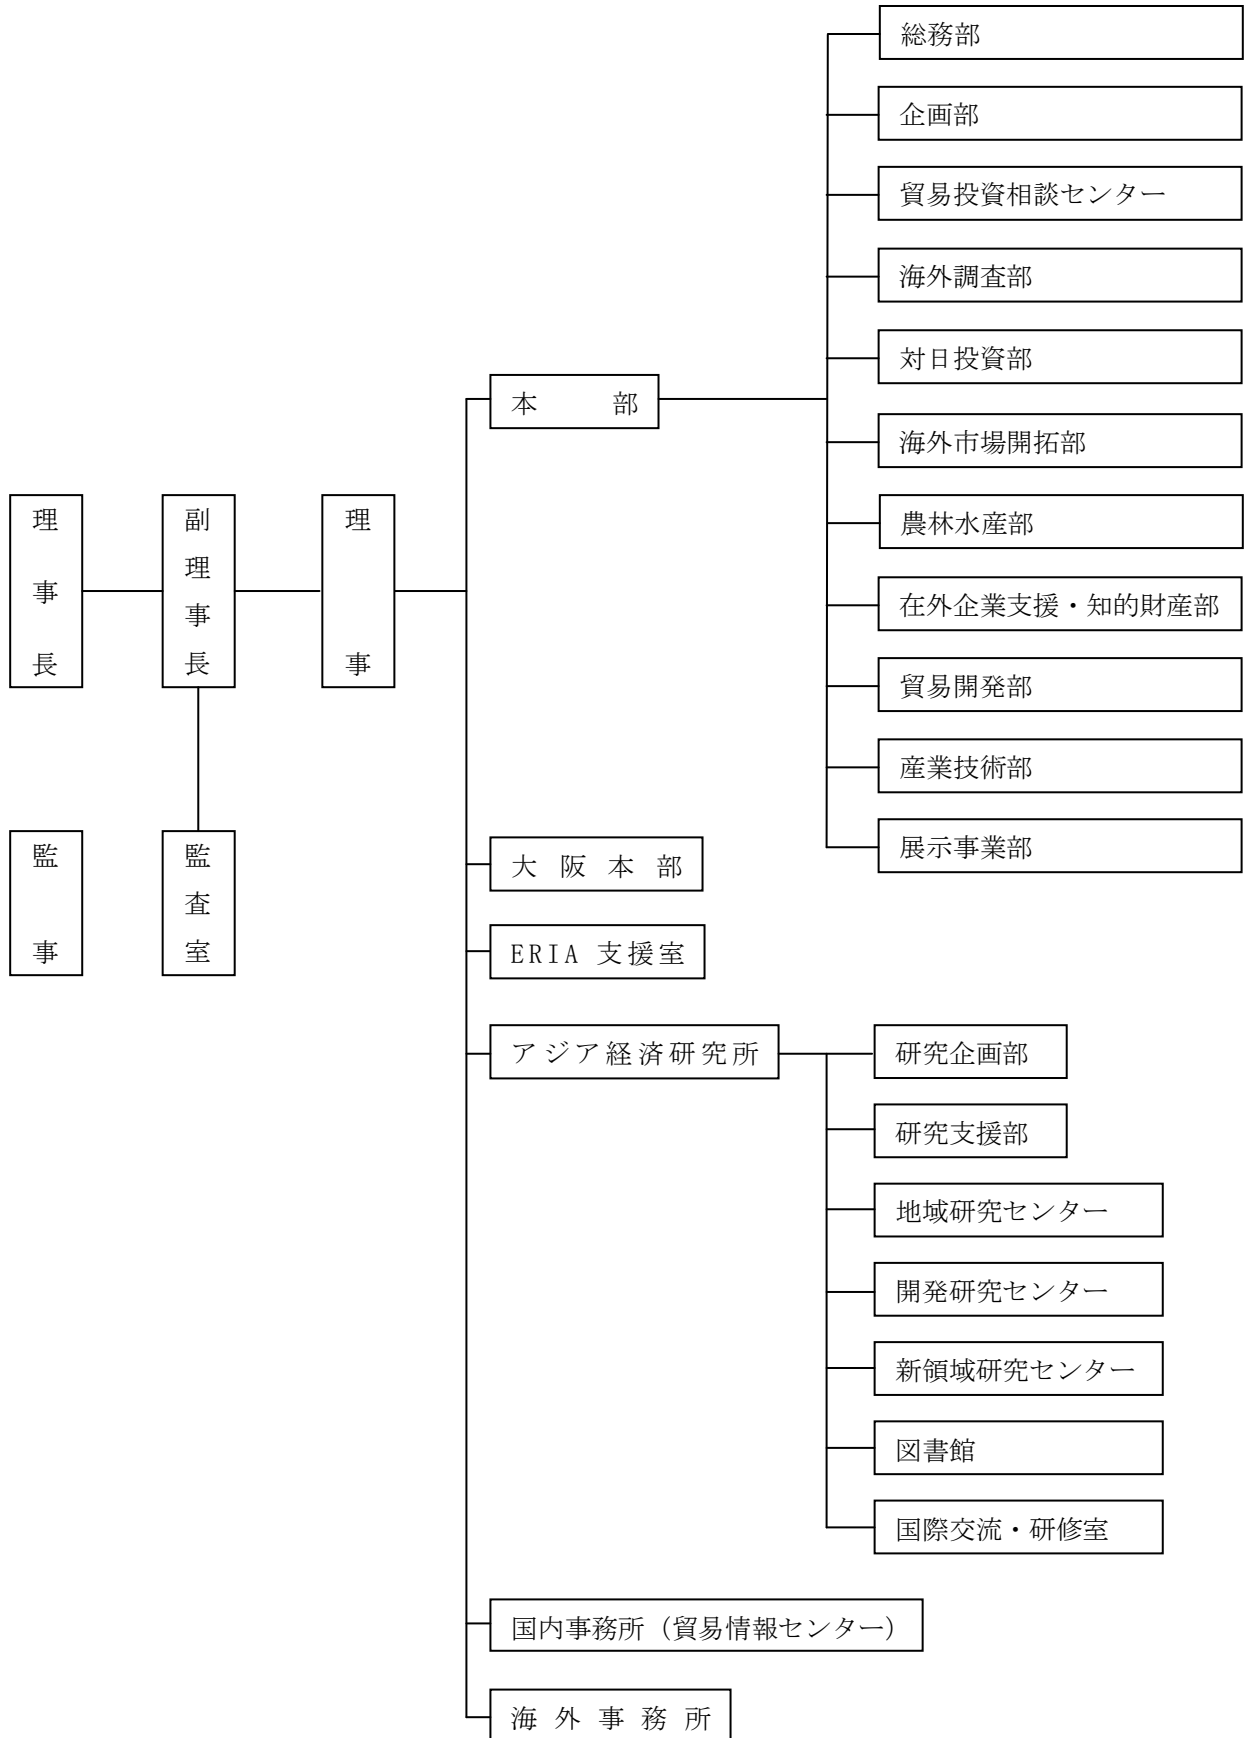 理事長
副理事長
理事
監事
監査室
本部
総務部
企画部
貿易投資相談センター
海外調査部
対日投資部
海外市場開拓部
農林水産部
在外企業支援・知的財産部
貿易開発部
産業技術部
展示事業部
大阪本部
ERIA 支援室
アジア経済研究所
研究企画部
研究支援部
地域研究センター
開発研究センター
新領域研究センター
図書館
国際交流・研修室
国内事務所（貿易情報センター）
海外事務所